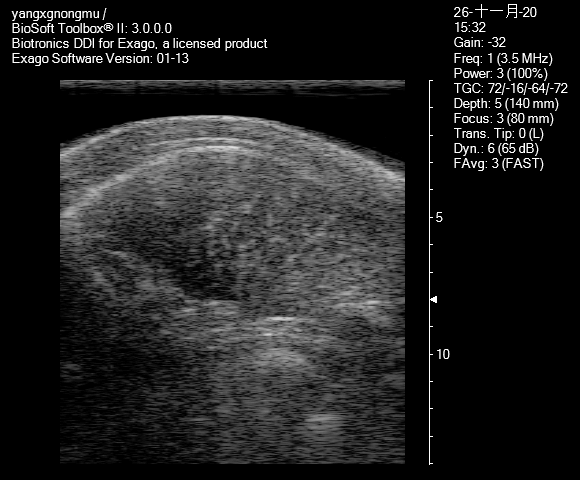 yangxgnongmu /
BioSoft Toolbox® II: 3.0.0.0
Biotronics DDI for Exago, a licensed product
Exago Software Version: 01-13
26-十一月-20
15:32
Gain: -32
Freq: 1 (3.5 MHz)
Power: 3 (100%)
TGC: 72/-16/-64/-72
Depth: 5 (140 mm)
Focus: 3 (80 mm)
Trans. Tip: 0 (L)
Dyn.: 6 (65 dB)
FAvg: 3 (FAST)
5
10